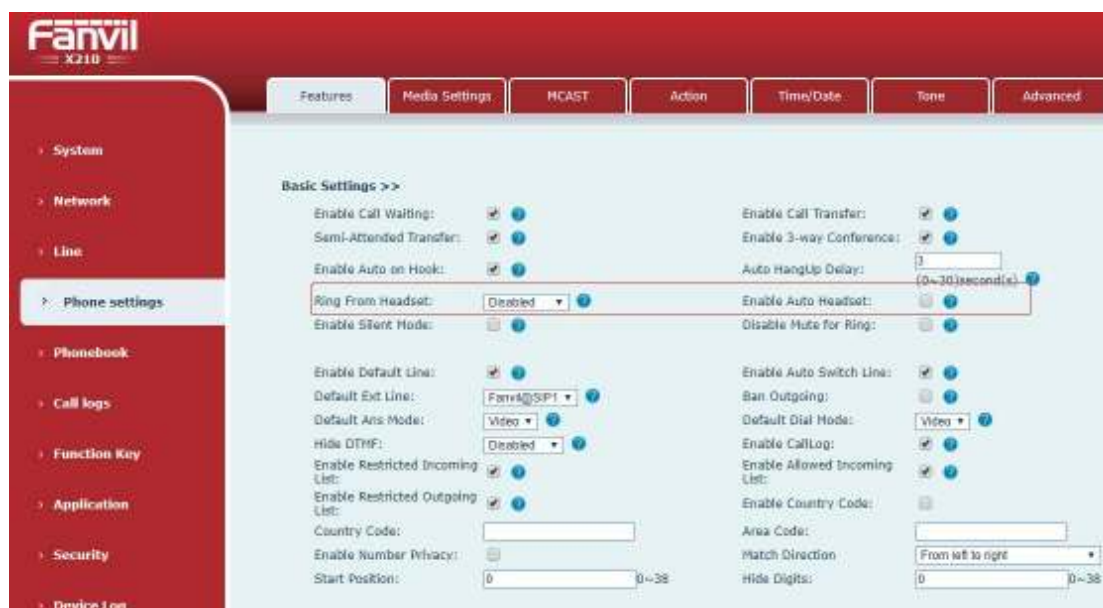 Fanvil
X210
Features Media Settings MCAST Action Time/Date Tone Advanced
System
Network
Line
Phone settings
Phonebook
Call logs
Function Key
Application
Security
Device Log
Basic Settings >>
Enable Call Waiting: Enable Call Transfer:
Semi-Attended Transfer: Enable 3-way Conference:
Enable Auto on Hook: Auto HangUp Delay: 3
(0~30)second(s)
Ring From Headset: Disabled Enable Auto Headset:
Enable Silent Mode: Disable Mute for Ring:
Enable Default Line: Enable Auto Switch Line:
Default Ext Line: Fanvil@SIP1 Ban Outgoing:
Default Ans Mode: Video Default Dial Mode: Video
Hide DTMF: Disabled Enable CallLog:
Enable Restricted Incoming List: Enable Allowed Incoming List:
Enable Restricted Outgoing List: Enable Country Code:
Country Code: Area Code:
Enable Number Privacy: Match Direction From left to right
Start Position: 0 0~38 Hide Digits: 0 0~38